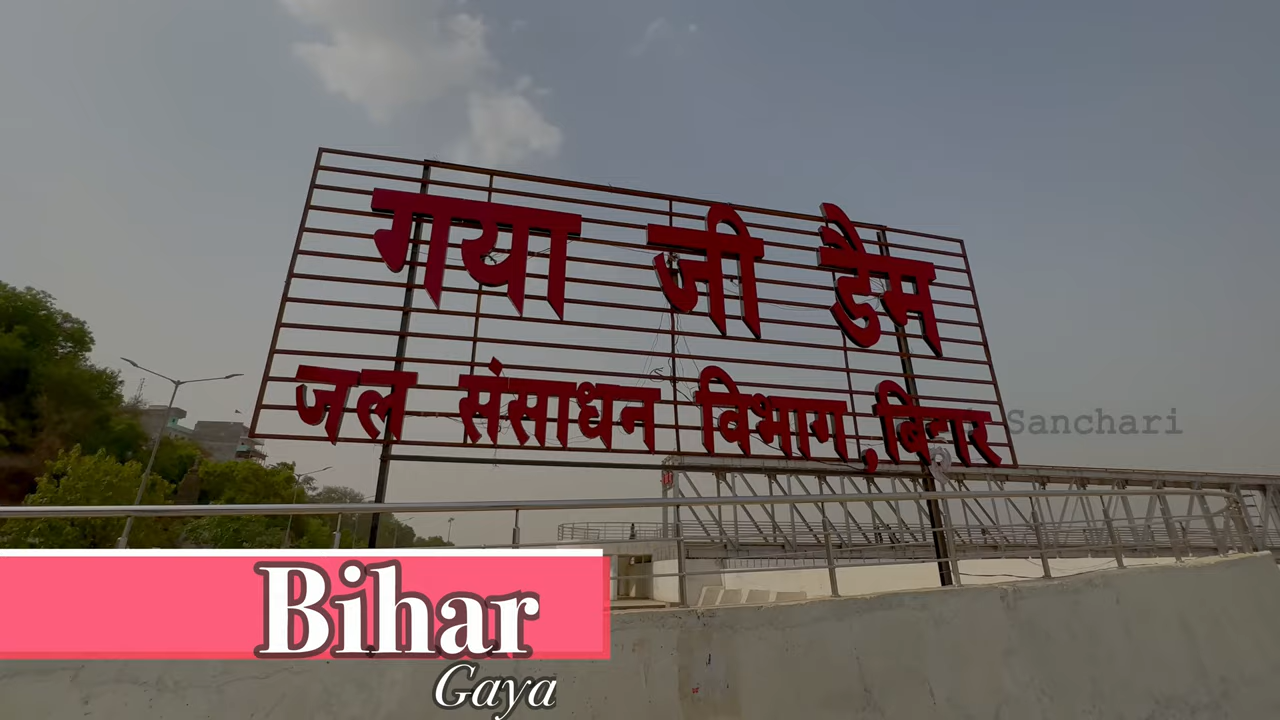 गया जी डैम
जल संसाधन विभाग, बिहार
Sanchari
Bihar
Gaya